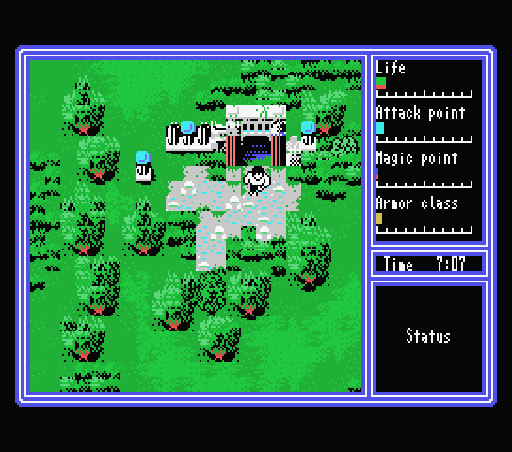 Life
Attack point
Magic point
Armor class
Time 7:07
Status